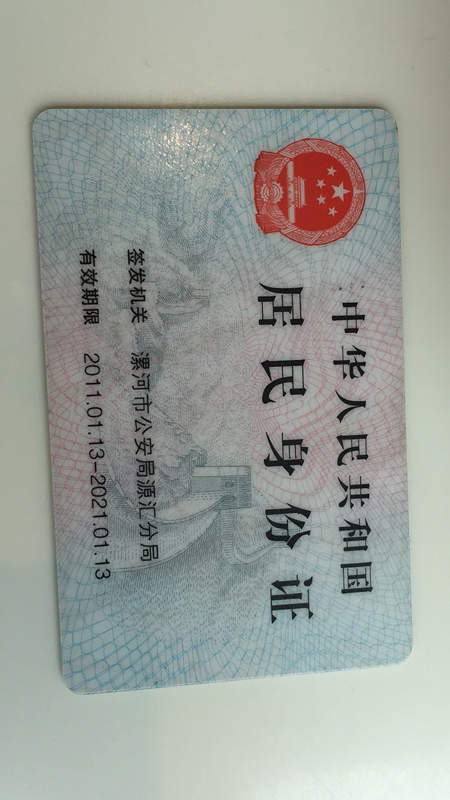 中华人民共和国
居民身份证
签发机关 漯河市公安局源汇分局
有效期限 2011.01.13-2021.01.13